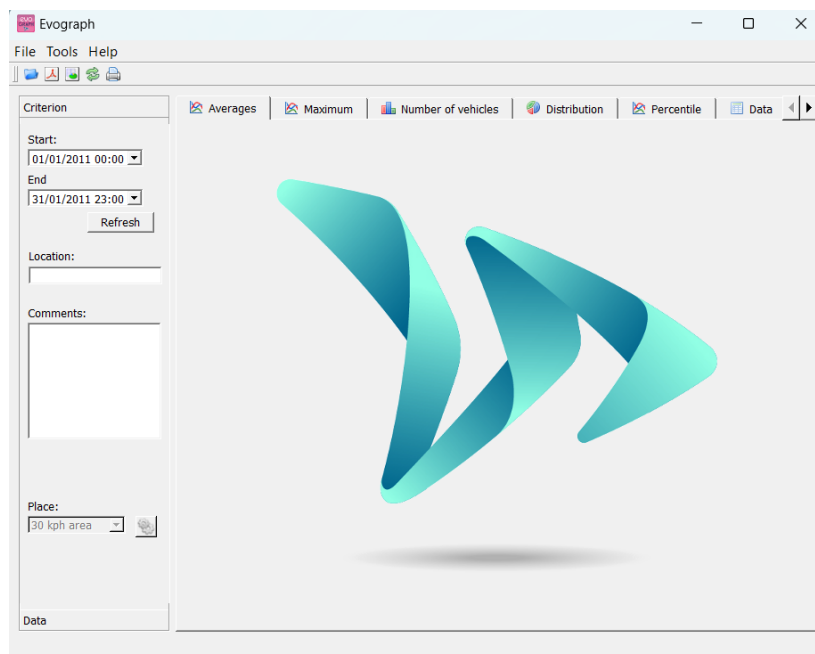 Evograph
File Tools Help
Criterion
Averages
Maximum
Number of vehicles
Distribution
Percentile
Data
Start:
01/01/2011 00:00
End
31/01/2011 23:00
Refresh
Location:
Comments:
Place:
30 kph area
Data